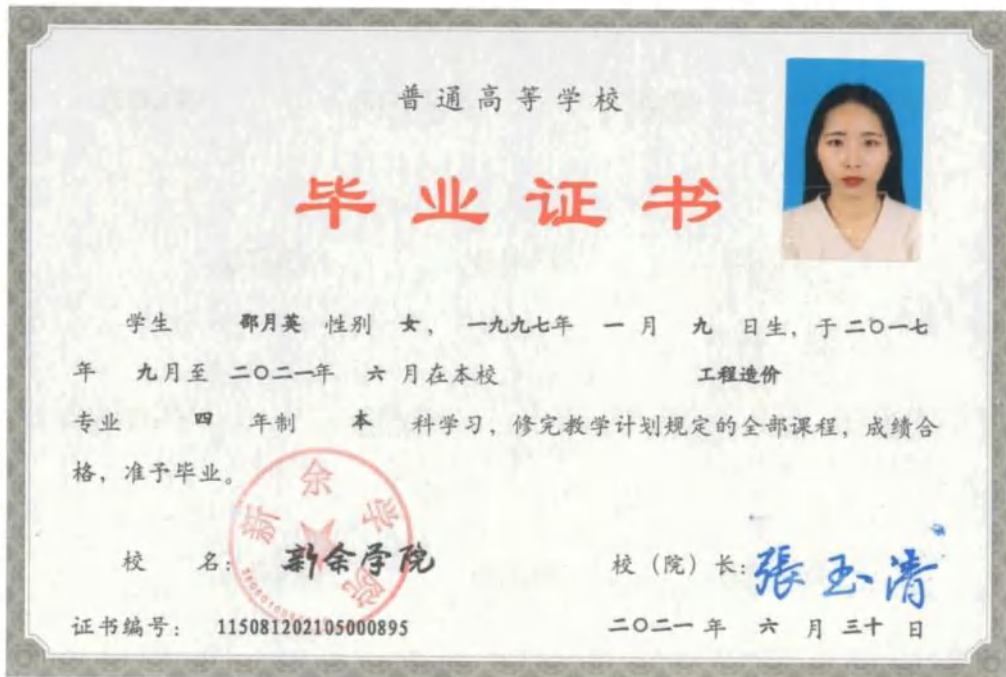 普通高等学校
毕业证书
学生 邵月英 性别 女， 一九九七年 一 月 九 日生，于二〇一七
年 九月至 二〇二一年 六 月在本校 工程造价
专业 四 年制 本 科学习，修完教学计划规定的全部课程，成绩合
格，准予毕业。
新余学院
校 名：新余学院 校（院）长：張玉清
证书编号： 115081202105000895 二〇二一 年 六 月 三十 日